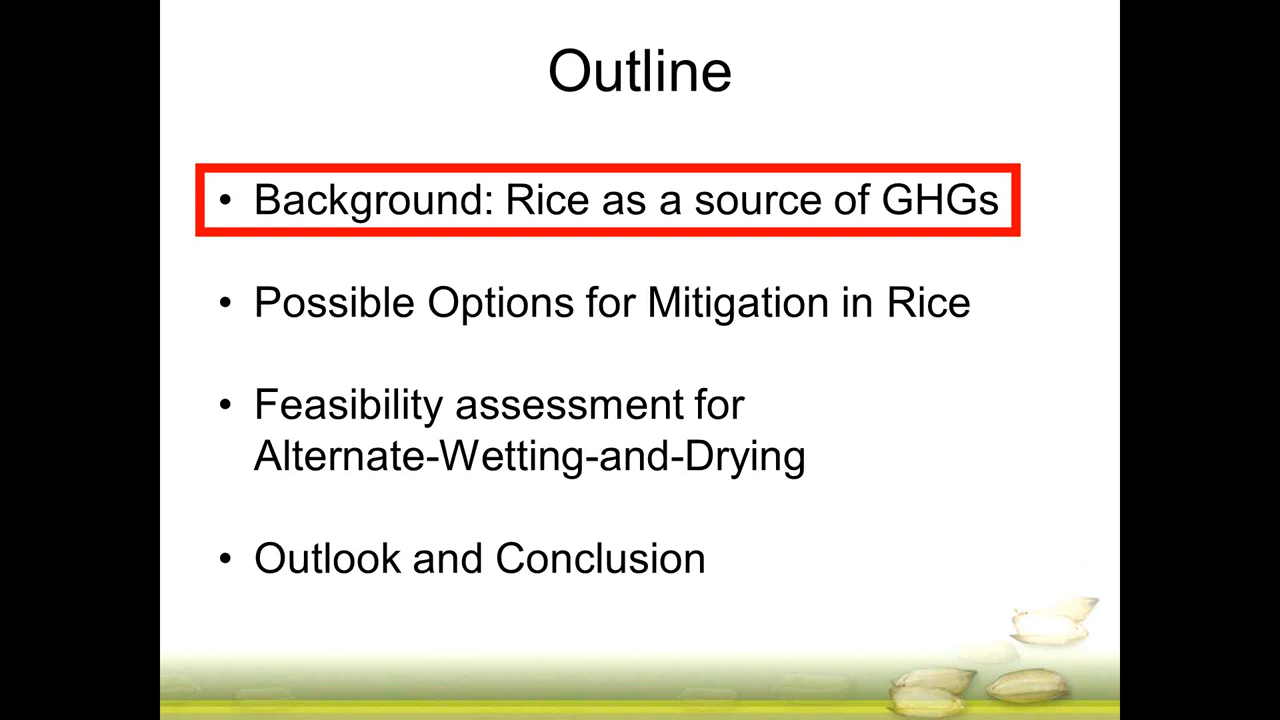 Outline
• Background: Rice as a source of GHGs
• Possible Options for Mitigation in Rice
• Feasibility assessment for
Alternate-Wetting-and-Drying
• Outlook and Conclusion